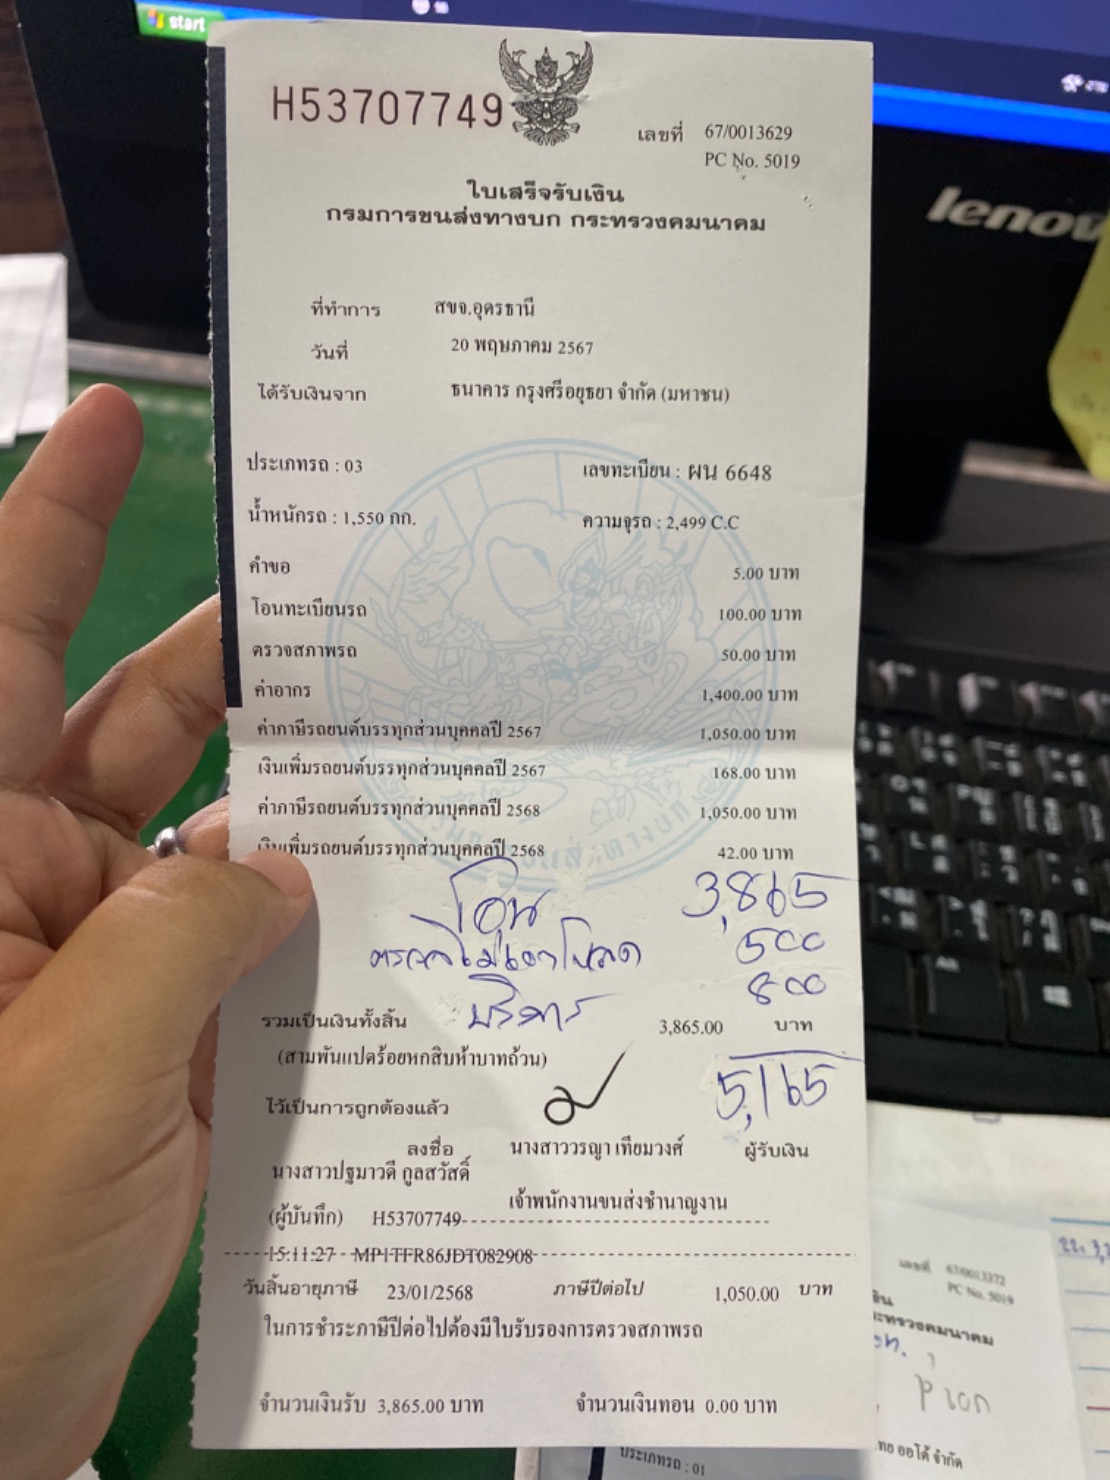 start
lenov
H53707749
เลขที่ 67/0013629
PC No. 5019
ใบเสร็จรับเงิน
กรมการขนส่งทางบก กระทรวงคมนาคม
ที่ทำการ สขจ.อุดรธานี
วันที่ 20 พฤษภาคม 2567
ได้รับเงินจาก ธนาคาร กรุงศรีอยุธยา จำกัด (มหาชน)
ประเภทรถ : 03 เลขทะเบียน : ผน 6648
น้ำหนักรถ : 1,550 กก. ความจุรถ : 2,499 C.C
คำขอ 5.00 บาท
โอนทะเบียนรถ 100.00 บาท
ตรวจสภาพรถ 50.00 บาท
ค่าอากร 1,400.00 บาท
ค่าภาษีรถยนต์บรรทุกส่วนบุคคลปี 2567 1,050.00 บาท
เงินเพิ่มรถยนต์บรรทุกส่วนบุคคลปี 2567 168.00 บาท
ค่าภาษีรถยนต์บรรทุกส่วนบุคคลปี 2568 1,050.00 บาท
เงินเพิ่มรถยนต์บรรทุกส่วนบุคคลปี 2568 42.00 บาท
โอน 3,865
500
บริการ 800
รวมเป็นเงินทั้งสิ้น 3,865.00 บาท
(สามพันแปดร้อยหกสิบห้าบาทถ้วน)
5,165
ไว้เป็นการถูกต้องแล้ว
ลงชื่อ นางสาววรญา เทียมวงศ์ ผู้รับเงิน
นางสาวปฐมาวดี กูลสวัสดิ์
เจ้าพนักงานขนส่งชำนาญงาน
(ผู้บันทึก) H53707749
15:11:27 MP1TFR86JDT082908
วันสิ้นอายุภาษี 23/01/2568 ภาษีปีต่อไป 1,050.00 บาท
ในการชำระภาษีปีต่อไปต้องมีใบรับรองการตรวจสภาพรถ
จำนวนเงินรับ 3,865.00 บาท จำนวนเงินทอน 0.00 บาท
เลขที่ 67/0013372
PC No. 5019
ะทรวงคมนาคม
ประเภทรถ : 01